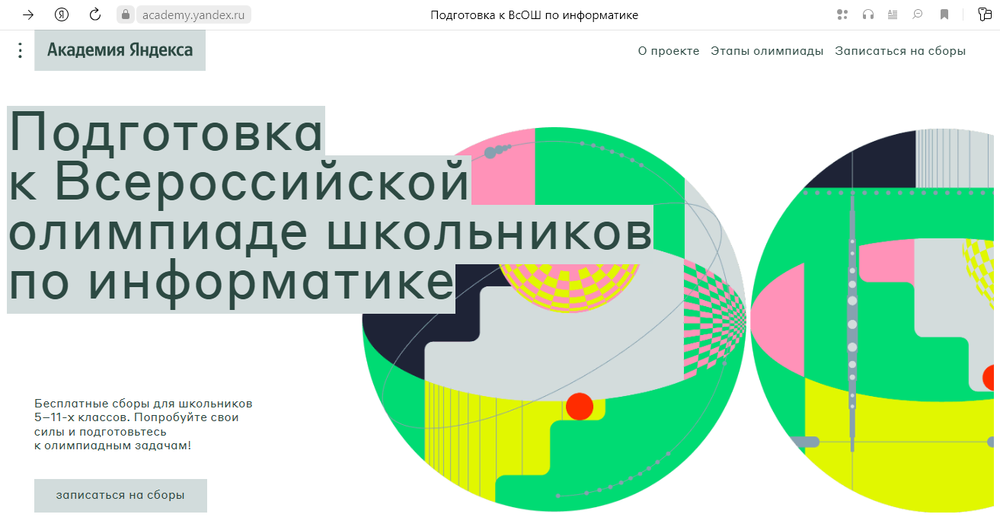 academy.yandex.ru
Подготовка к ВсОШ по информатике
Академия Яндекса
О проекте
Этапы олимпиады
Записаться на сборы
Подготовка
к Всероссийской
олимпиаде школьников
по информатике
Бесплатные сборы для школьников
5–11-х классов. Попробуйте свои
силы и подготовьтесь
к олимпиадным задачам!
записаться на сборы